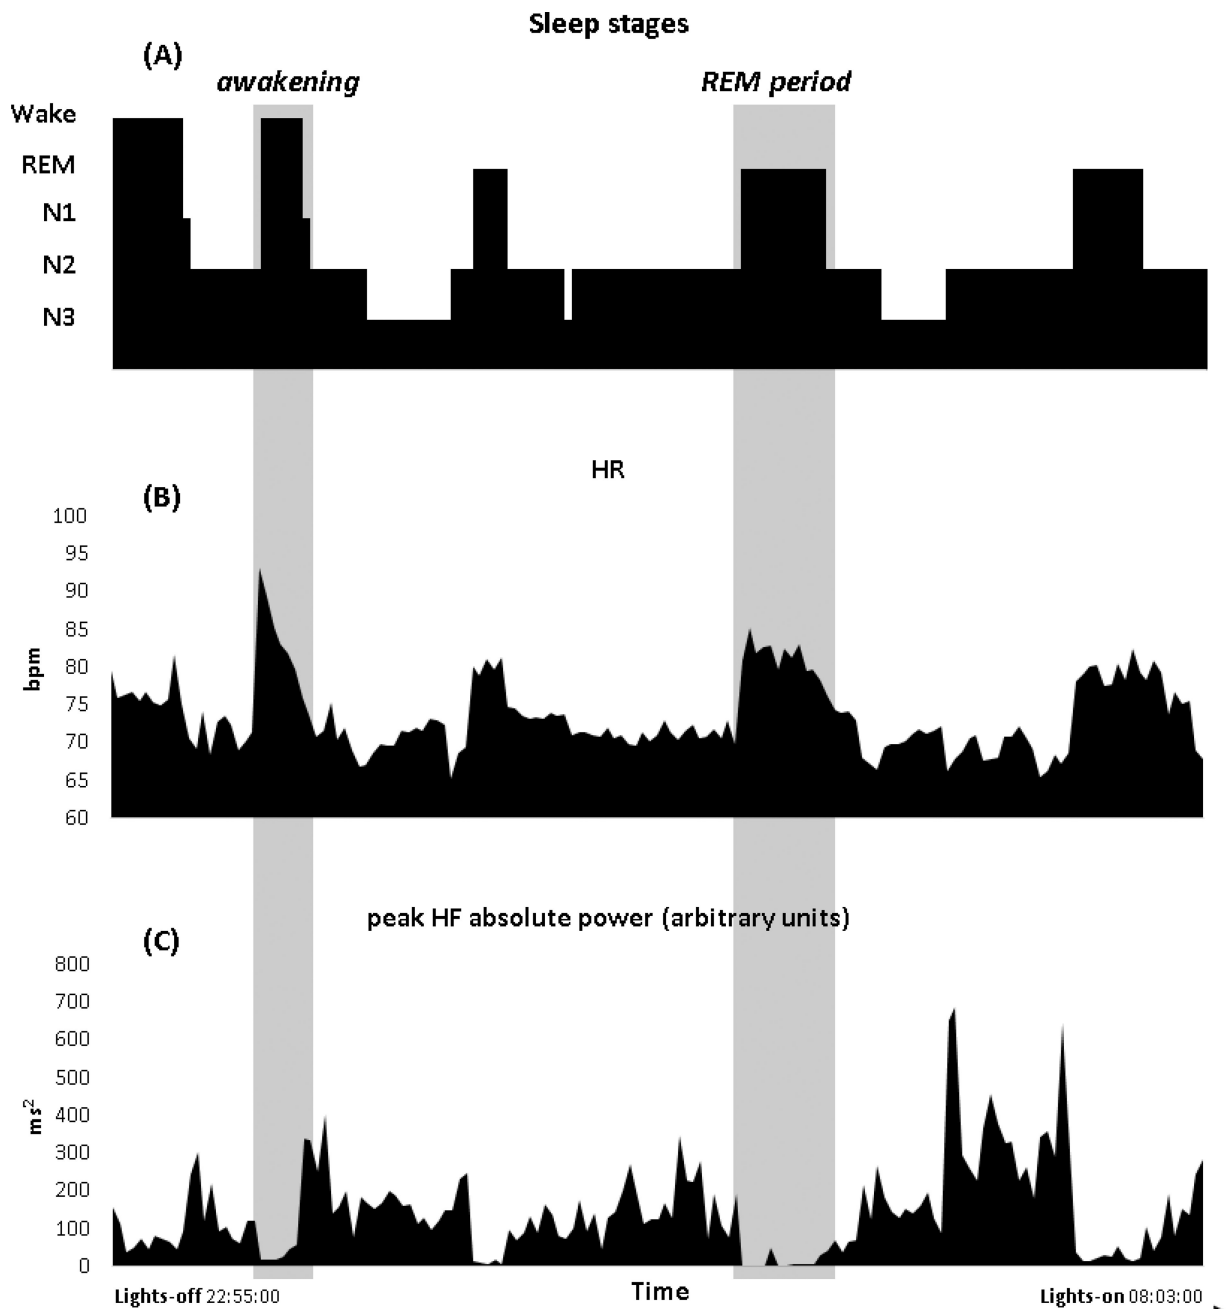 Sleep stages
(A)
awakening REM period
Wake
REM
N1
N2
N3
HR
(B)
100
95
90
85
80
75
70
65
60
bpm
peak HF absolute power (arbitrary units)
(C)
800
700
600
500
400
300
200
100
0
ms²
Lights-off 22:55:00 Time Lights-on 08:03:00